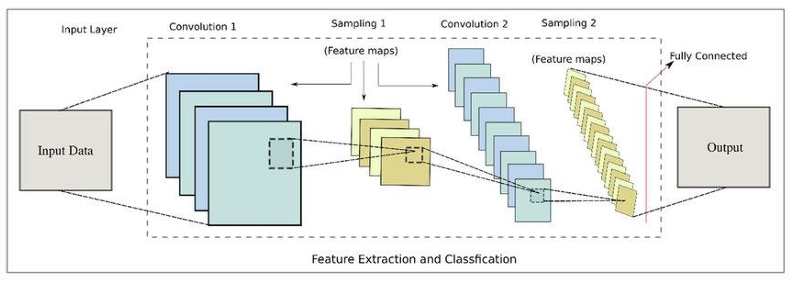 Input Layer
Convolution 1
Sampling 1
Convolution 2
Sampling 2
(Feature maps)
(Feature maps)
Fully Connected
Input Data
Output
Feature Extraction and Classfication